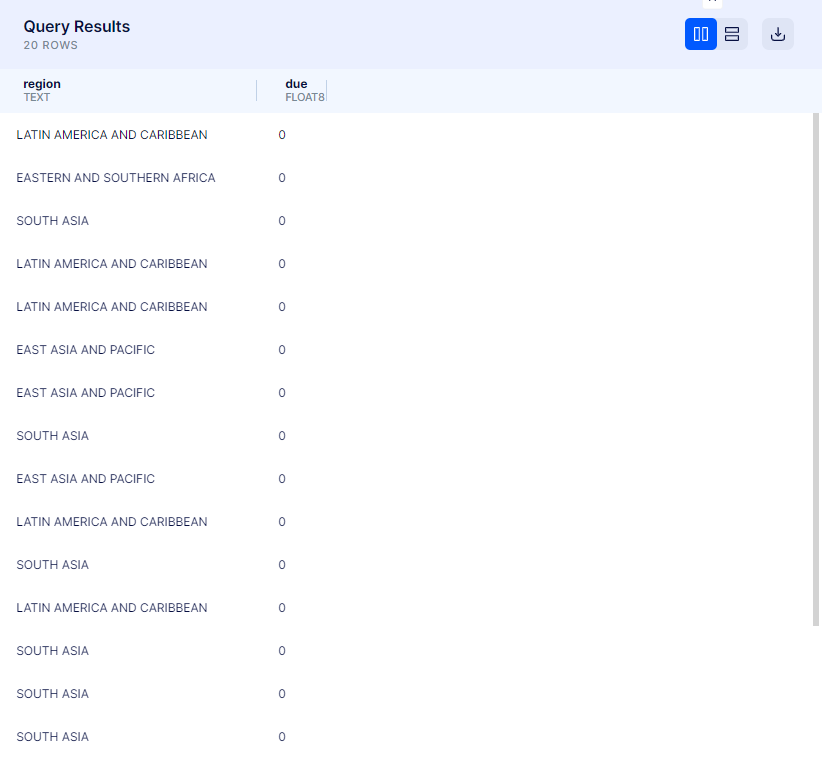 Query Results
20 ROWS
region due
TEXT FLOAT8
LATIN AMERICA AND CARIBBEAN 0
EASTERN AND SOUTHERN AFRICA 0
SOUTH ASIA 0
LATIN AMERICA AND CARIBBEAN 0
LATIN AMERICA AND CARIBBEAN 0
EAST ASIA AND PACIFIC 0
EAST ASIA AND PACIFIC 0
SOUTH ASIA 0
EAST ASIA AND PACIFIC 0
LATIN AMERICA AND CARIBBEAN 0
SOUTH ASIA 0
LATIN AMERICA AND CARIBBEAN 0
SOUTH ASIA 0
SOUTH ASIA 0
SOUTH ASIA 0